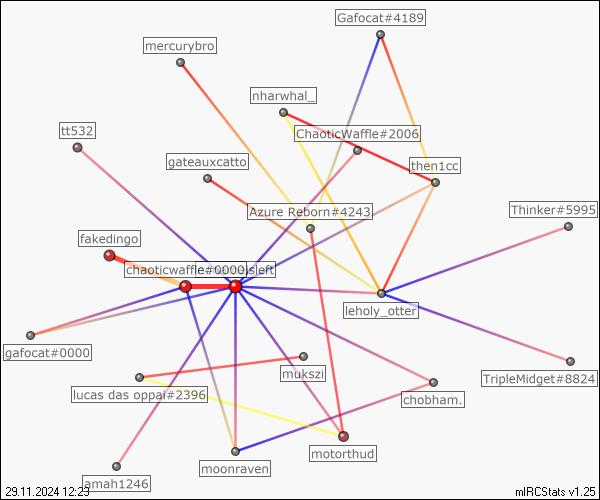 Gafocat#4189
mercurybro
nharwhal_
ChaoticWaffle#2006
tt532
gateauxcatto
then1cc
Thinker#5995
Azure Reborn#4243
fakedingo
chaoticwaffle#0000
left
leholy_otter
gafocat#0000
mukszi
TripleMidget#8824
lucas das oppai#2396
chobham.
motorthud
moonraven
amah1246
29.11.2024 12:23
mIRCStats v1.25